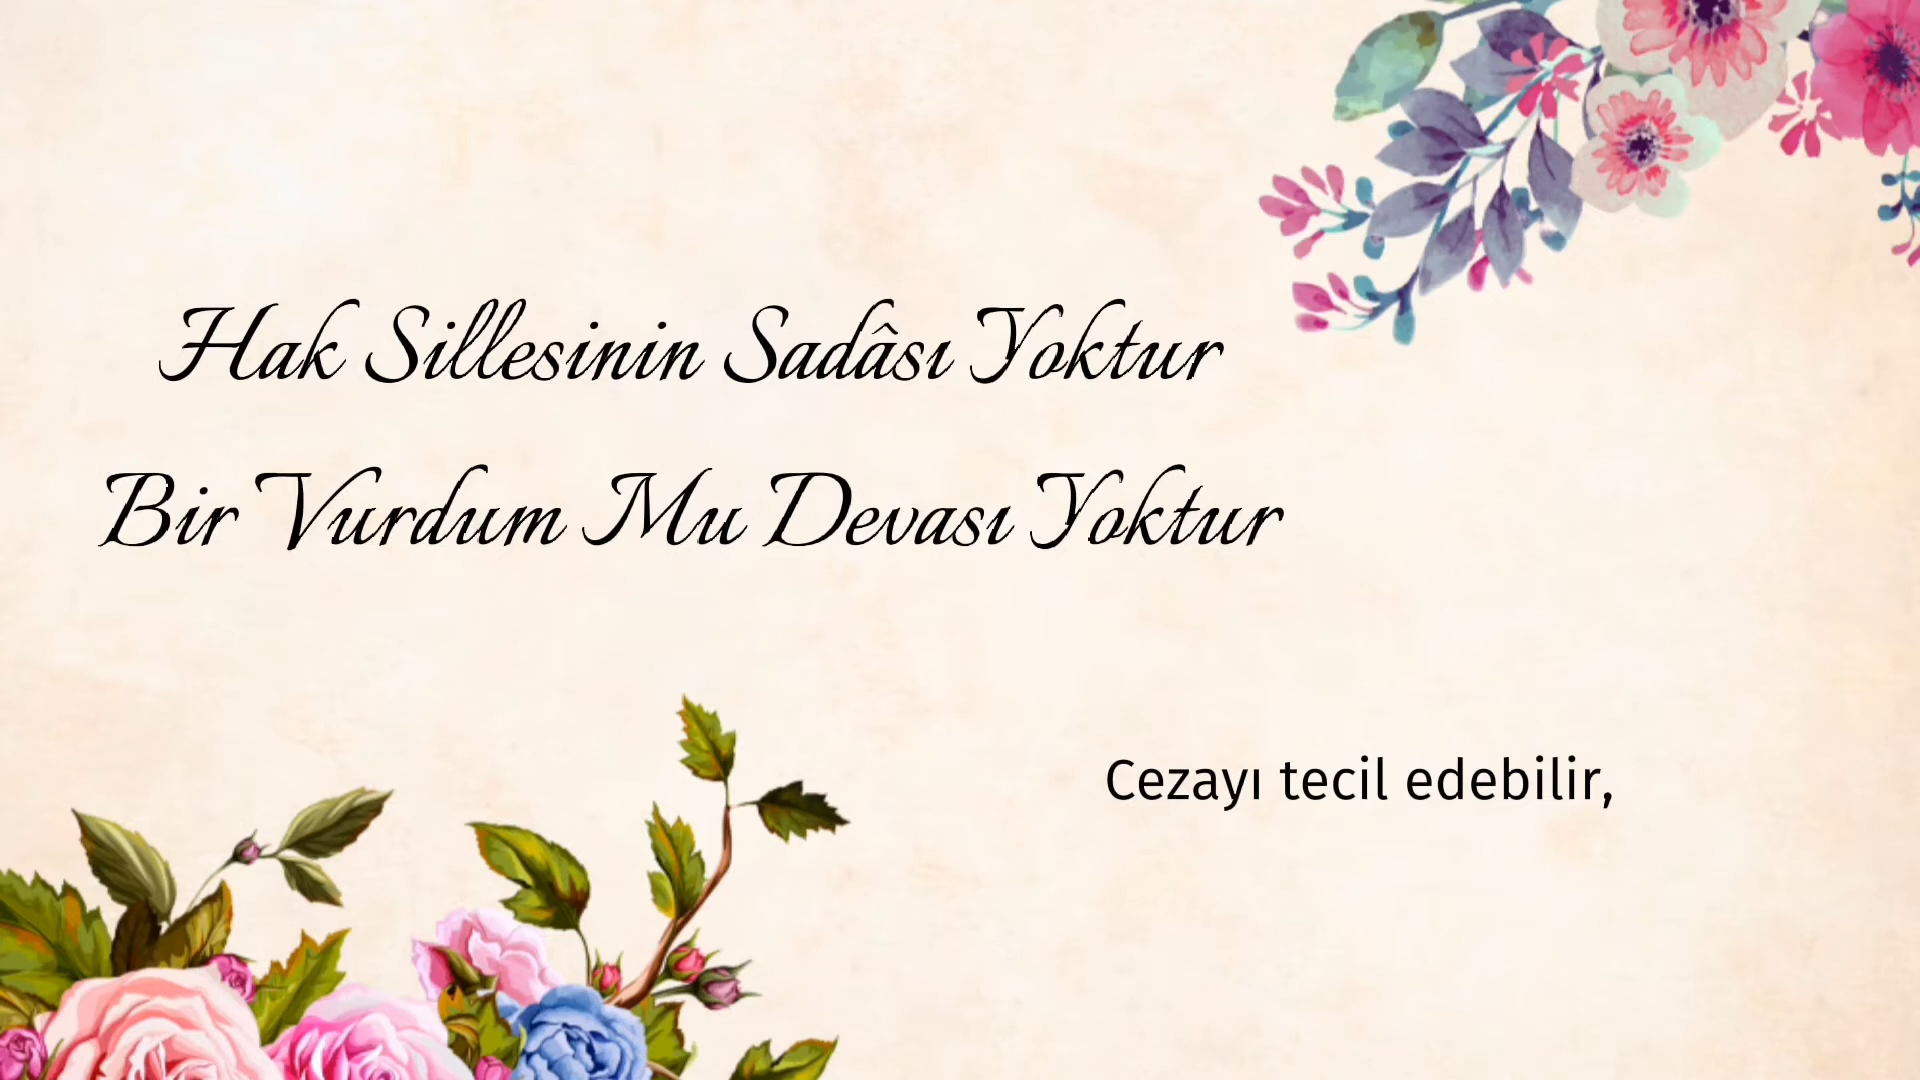 Hak Sillesinin Sadâsı Yoktur
Bir Vurdum Mu Devası Yoktur
Cezayı tecil edebilir,